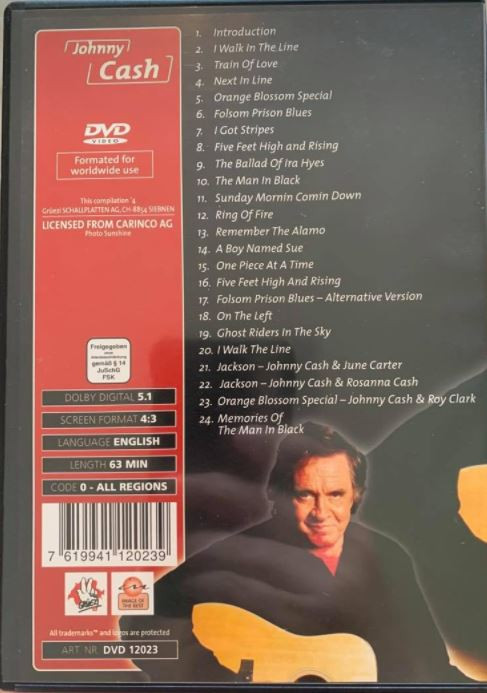 Johnny
Cash
DVD
VIDEO
Formated for
worldwide use
This compilation '4
Grüezi SCHALLPLATTEN AG, CH-8854 SIEBNEN
LICENSED FROM CARINCO AG
Photo Sunshine
Freigegeben
gemäß § 14
JuSchG
FSK
DOLBY DIGITAL 5.1
SCREEN FORMAT 4:3
LANGUAGE ENGLISH
LENGTH 63 MIN
CODE 0 - ALL REGIONS
7 619941 120239
IMAGE OF
THE BEST
All trademarks™ and logos are protected
ART. NR. DVD 12023
1. Introduction
2. I Walk In The Line
3. Train Of Love
4. Next In Line
5. Orange Blossom Special
6. Folsom Prison Blues
7. I Got Stripes
8. Five Feet High and Rising
9. The Ballad Of Ira Hyes
10. The Man In Black
11. Sunday Mornin Comin Down
12. Ring Of Fire
13. Remember The Alamo
14. A Boy Named Sue
15. One Piece At A Time
16. Five Feet High And Rising
17. Folsom Prison Blues – Alternative Version
18. On The Left
19. Ghost Riders In The Sky
20. I Walk The Line
21. Jackson – Johnny Cash & June Carter
22. Jackson – Johnny Cash & Rosanna Cash
23. Orange Blossom Special – Johnny Cash & Roy Clark
24. Memories Of
The Man In Black